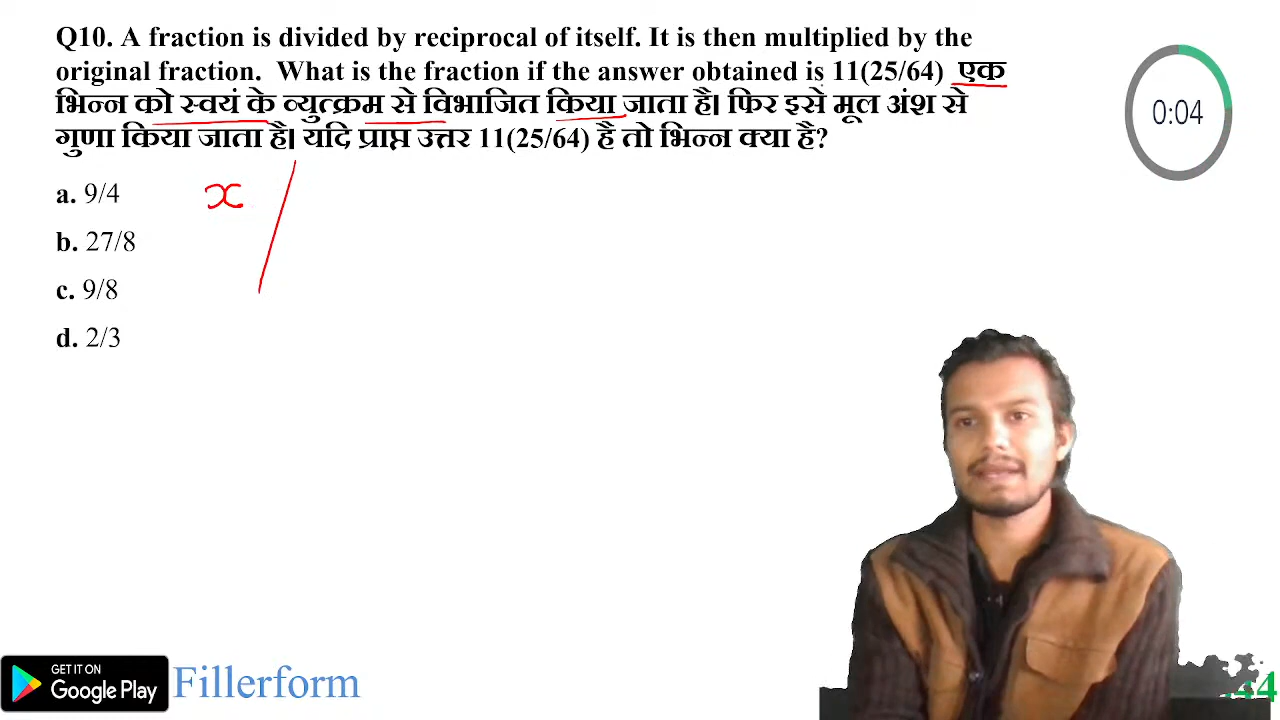 Q10. A fraction is divided by reciprocal of itself. It is then multiplied by the
original fraction. What is the fraction if the answer obtained is 11(25/64) एक
भिन्न को स्वयं के व्युत्क्रम से विभाजित किया जाता है। फिर इसे मूल अंश से
गुणा किया जाता है। यदि प्राप्त उत्तर 11(25/64) है तो भिन्न क्या है?
0:04
a. 9/4
x
b. 27/8
c. 9/8
d. 2/3
GET IT ON
Google Play
Fillerform